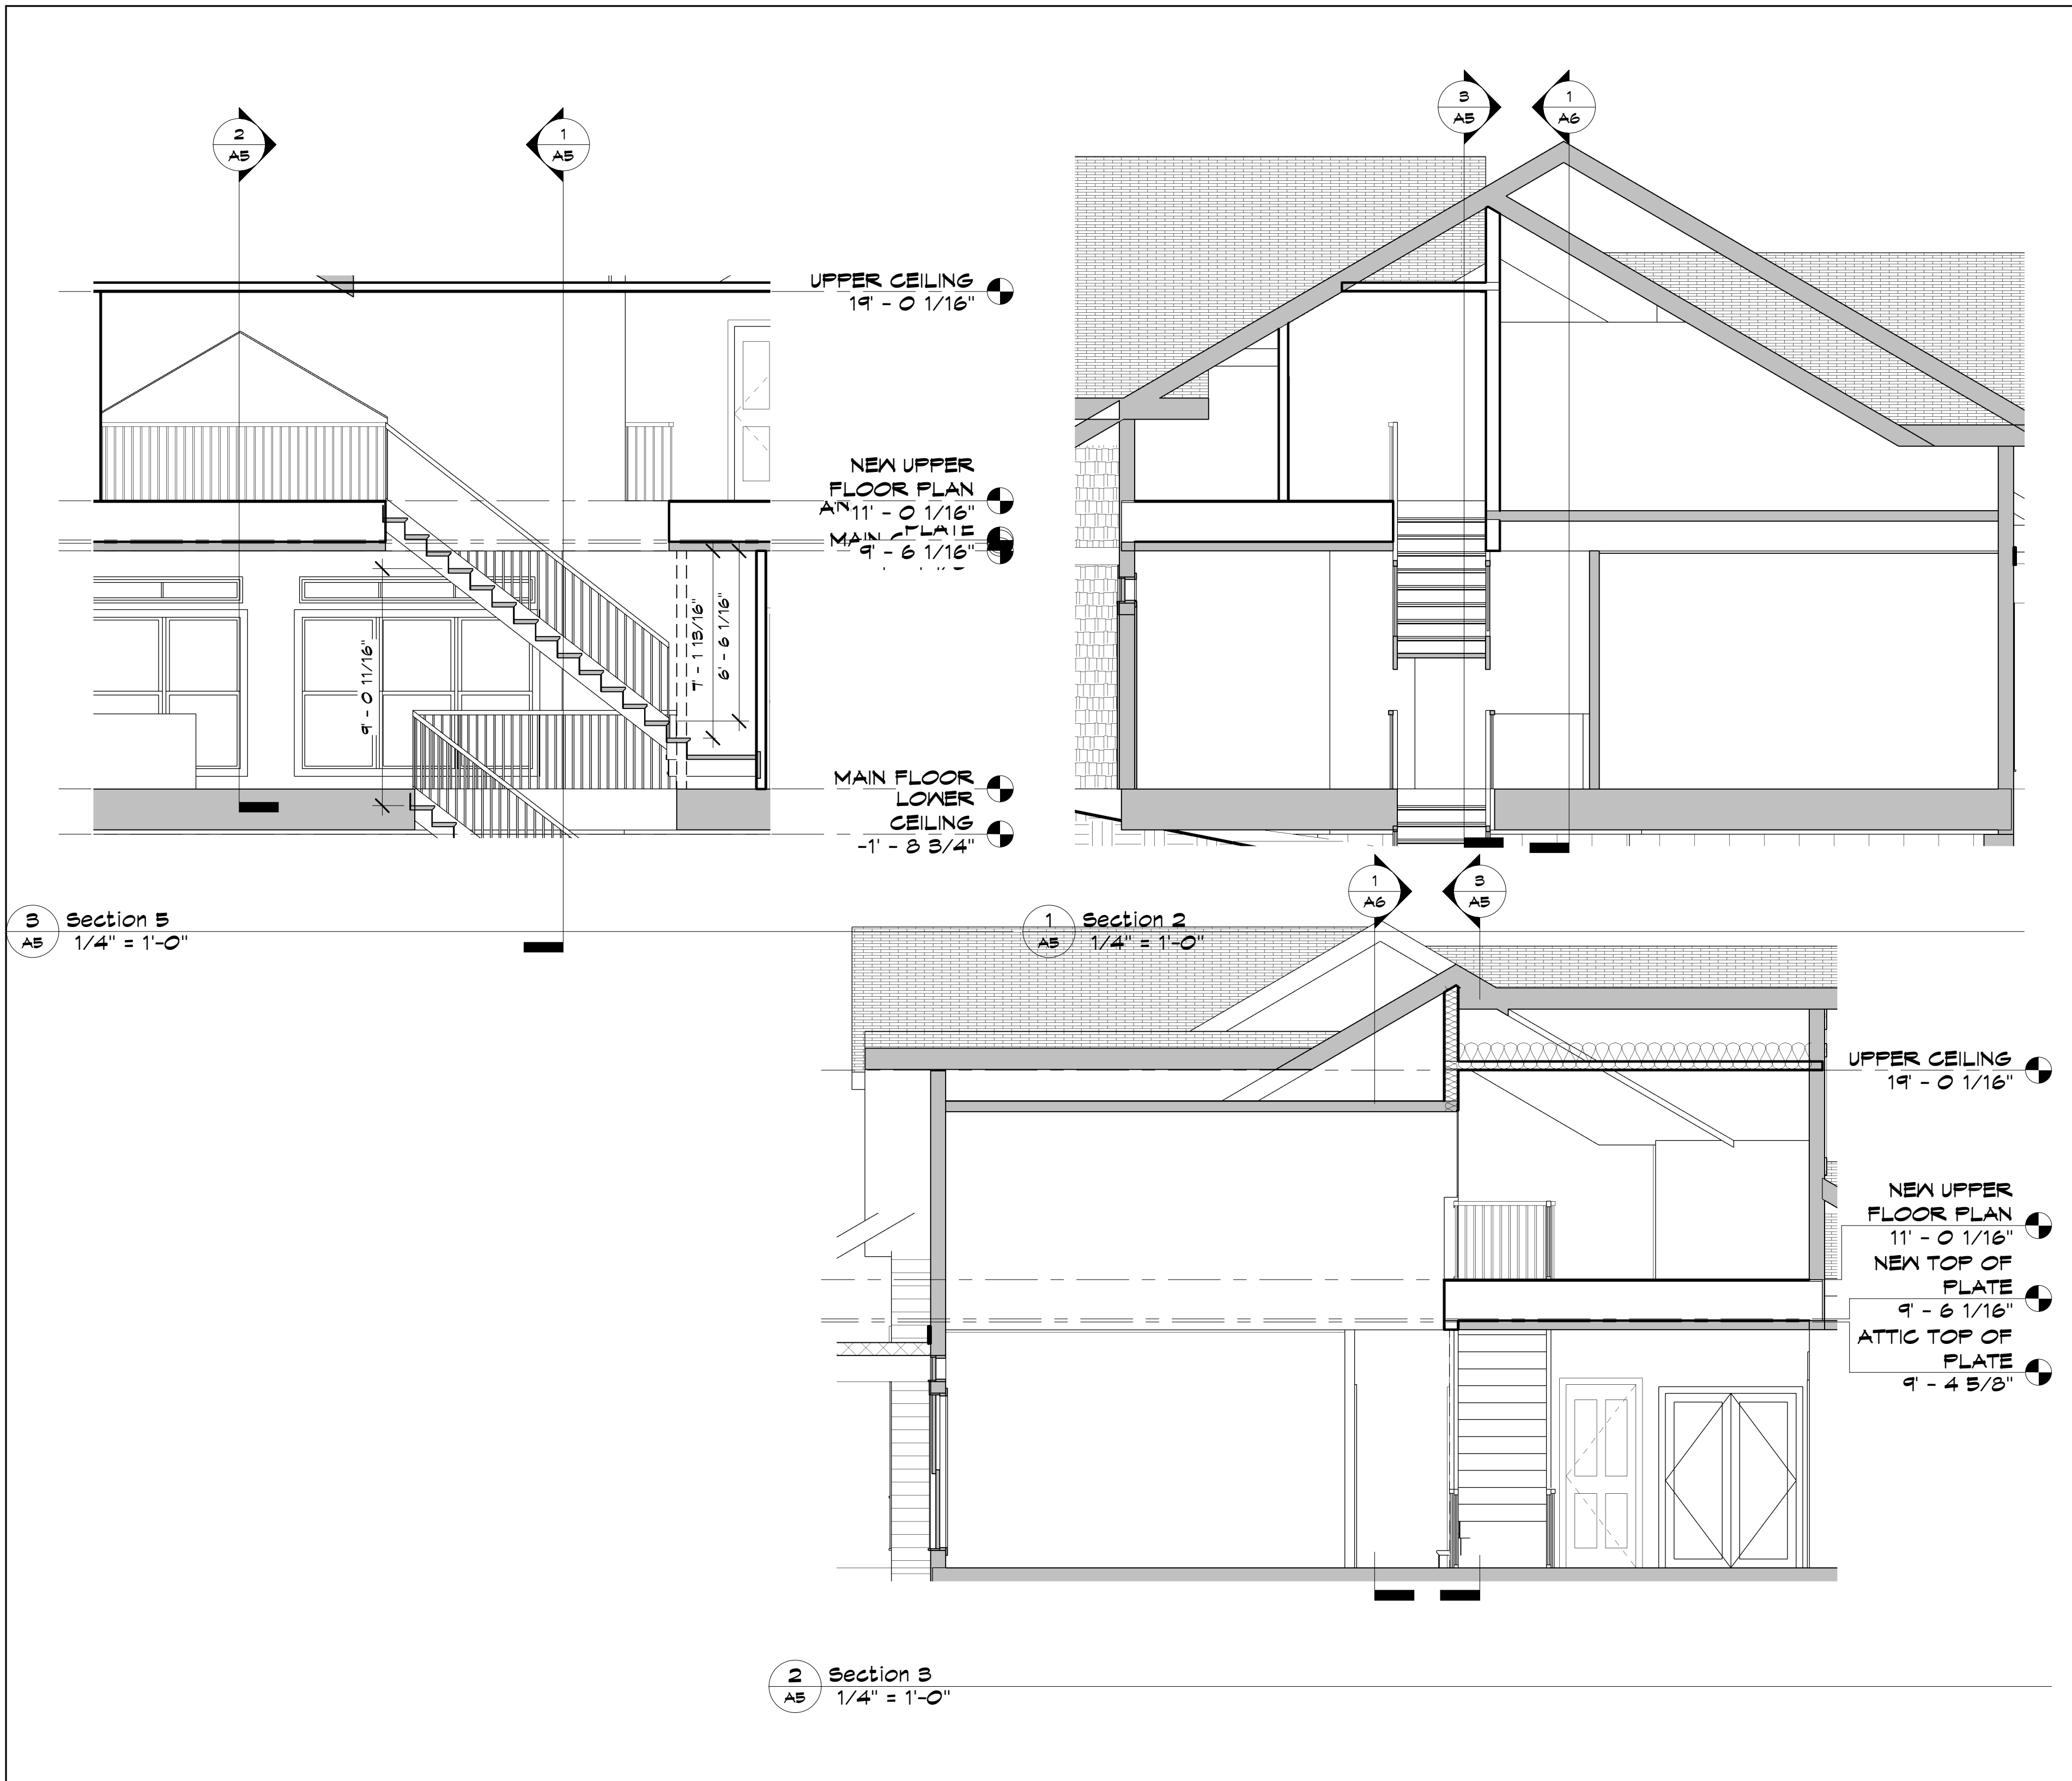 2
A5
1
A5
UPPER CEILING
19' - 0 1/16"
NEW UPPER
FLOOR PLAN
11' - 0 1/16"
PLATE
MAIN
9' - 6 1/16"
9' - 0 11/16"
7' - 1 13/16"
6' - 6 1/16"
MAIN FLOOR
LOWER
CEILING
-1' - 8 3/4"
3
A5
Section 5
1/4" = 1'-0"
3
A5
1
A6
1
A5
Section 2
1/4" = 1'-0"
1
A6
3
A5
UPPER CEILING
19' - 0 1/16"
NEW UPPER
FLOOR PLAN
11' - 0 1/16"
NEW TOP OF
PLATE
9' - 6 1/16"
ATTIC TOP OF
PLATE
9' - 4 5/8"
2
A5
Section 3
1/4" = 1'-0"